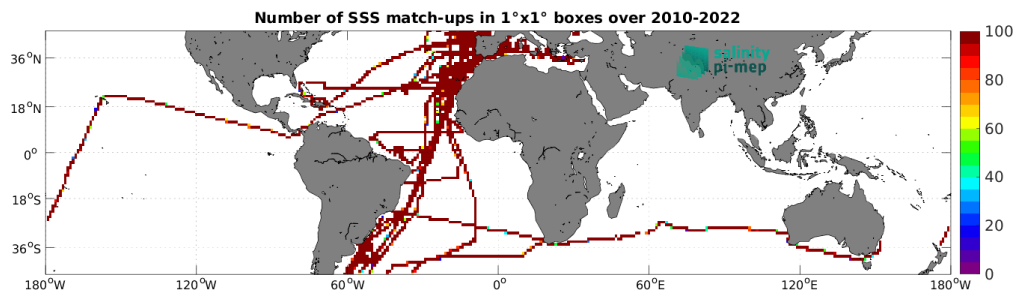 Number of SSS match-ups in 1°x1° boxes over 2010-2022
salinity
pi-mep
36°N
18°N
0°
18°S
36°S
180°W
120°W
60°W
0°
60°E
120°E
180°W
100
80
60
40
20
0